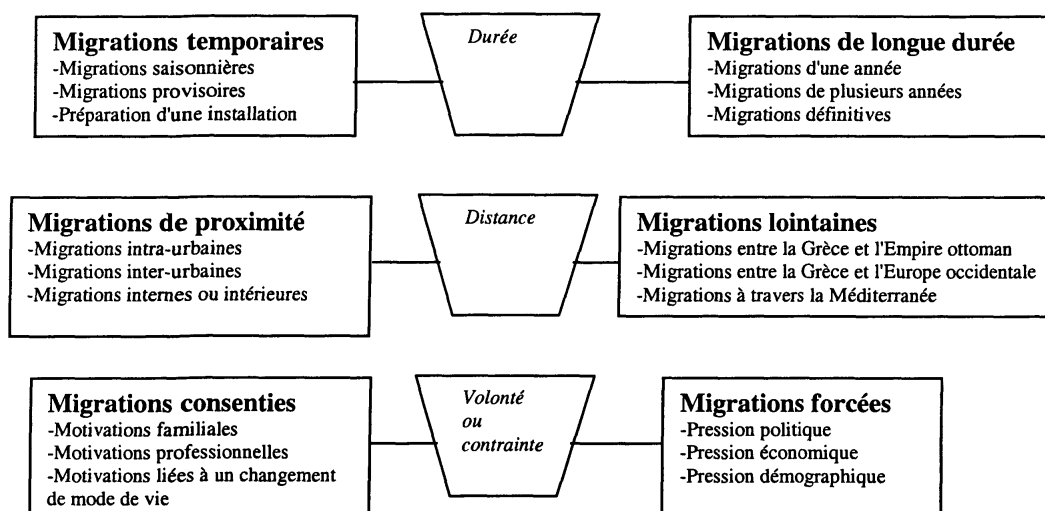 Migrations temporaires
-Migrations saisonnières
-Migrations provisoires
-Préparation d'une installation
Durée
Migrations de longue durée
-Migrations d'une année
-Migrations de plusieurs années
-Migrations définitives
Migrations de proximité
-Migrations intra-urbaines
-Migrations inter-urbaines
-Migrations internes ou intérieures
Distance
Migrations lointaines
-Migrations entre la Grèce et l'Empire ottoman
-Migrations entre la Grèce et l'Europe occidentale
-Migrations à travers la Méditerranée
Migrations consenties
-Motivations familiales
-Motivations professionnelles
-Motivations liées à un changement
de mode de vie
Volonté
ou
contrainte
Migrations forcées
-Pression politique
-Pression économique
-Pression démographique